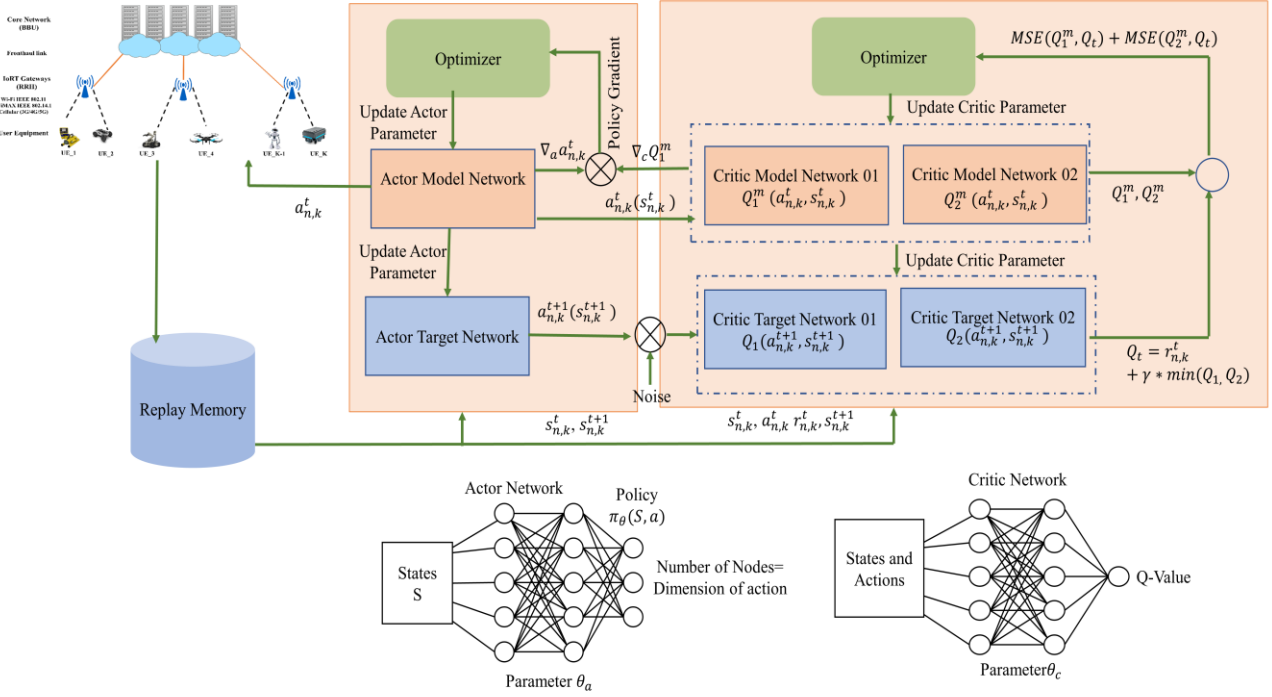 Core Network
(BBU)
Fronthoul link
IoRT Gateways
(RRH)
Wi-Fi IEEE 802.11
iMAX IEEE 802.14.1
Cellular (3G/4G/5G)
User Equipment
UE_1
UE_2
UE_3
UE_4
UE_K-1
UE_K
a^t_{n,k}
Replay Memory
Optimizer
Update Actor
Parameter
Policy Gradient
Actor Model Network
∇_a a^t_{n,k}
∇_c Q^m_1
a^t_{n,k}(s^t_{n,k})
Update Actor
Parameter
Actor Target Network
a^{t+1}_{n,k}(s^{t+1}_{n,k})
Noise
s^t_{n,k}, s^{t+1}_{n,k}
Optimizer
MSE(Q^m_1, Q_t) + MSE(Q^m_2, Q_t)
Update Critic Parameter
Critic Model Network 01
Q^m_1 (a^t_{n,k}, s^t_{n,k})
Critic Model Network 02
Q^m_2 (a^t_{n,k}, s^t_{n,k})
Q^m_1, Q^m_2
Update Critic Parameter
Critic Target Network 01
Q_1(a^{t+1}_{n,k}, s^{t+1}_{n,k})
Critic Target Network 02
Q_2(a^{t+1}_{n,k}, s^{t+1}_{n,k})
Q_t = r^t_{n,k}
+ γ * min(Q_1, Q_2)
s^t_{n,k}, a^t_{n,k} r^t_{n,k}, s^{t+1}_{n,k}
Actor Network
Policy
π_θ(S, a)
States
S
Number of Nodes=
Dimension of action
Parameter θ_a
Critic Network
States and
Actions
Q-Value
Parameterθ_c